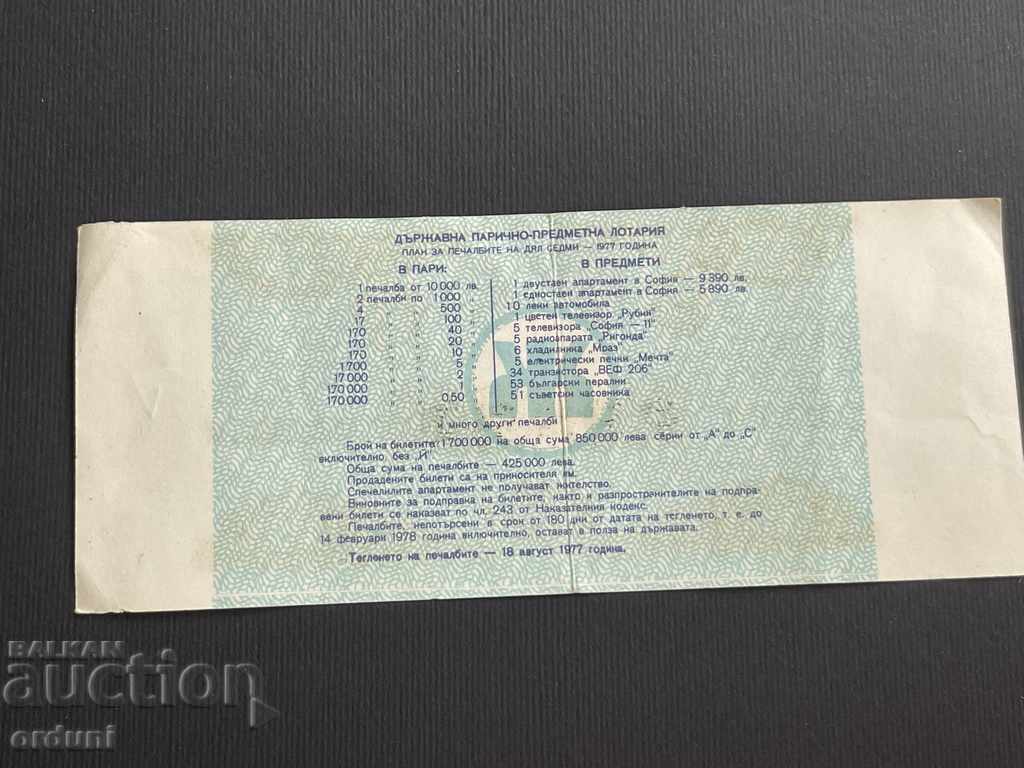 ДЪРЖАВНА ПАРИЧНО-ПРЕДМЕТНА ЛОТАРИЯ
ПЛАН ЗА ПЕЧАЛБИТЕ НА ДЯЛ СЕДМИ — 1977 ГОДИНА
В ПАРИ:
1 печалба от 10 000 лв.
2 печалби по 1 000 „
4 „ „ 500 „
17 „ „ 100 „
170 „ „ 40 „
170 „ „ 20 „
170 „ „ 10 „
1 700 „ „ 5 „
17 000 „ „ 2 „
170 000 „ „ 1 „
170 000 „ „ 0,50 „
В ПРЕДМЕТИ
1 двустаен апартамент в София — 9 890 лв.
1 едностаен апартамент в София — 5 890 лв.
10 леки автомобила
1 цветен телевизор „Рубин"
5 телевизора „София — 11"
5 радиоапарата „Ригонда"
6 хладилника „Мраз"
5 електрически печки „Мечта"
34 транзистора „ВЕФ 206"
53 български перални
51 съветски часовника
и много други печалби
Брой на билетите 1 700 000 на обща сума 850 000 лева серии от „А" до „С"
включително, без „Й"
Обща сума на печалбите — 425 000 лева.
Продадените билети са на приносителя им.
Спечелилите апартамент не получават жителство.
Виновните за подправка на билетите, както и разпространителите на подпра-
вени билети се наказват по чл. 243 от Наказателния кодекс.
Печалбите, непотърсени в срок от 180 дни от датата на тегленето, т. е. до
14 февруари 1978 година включително, остават в полза на държавата.
Тегленето на печалбите — 18 август 1977 година.
BALKAN
auction
orduni